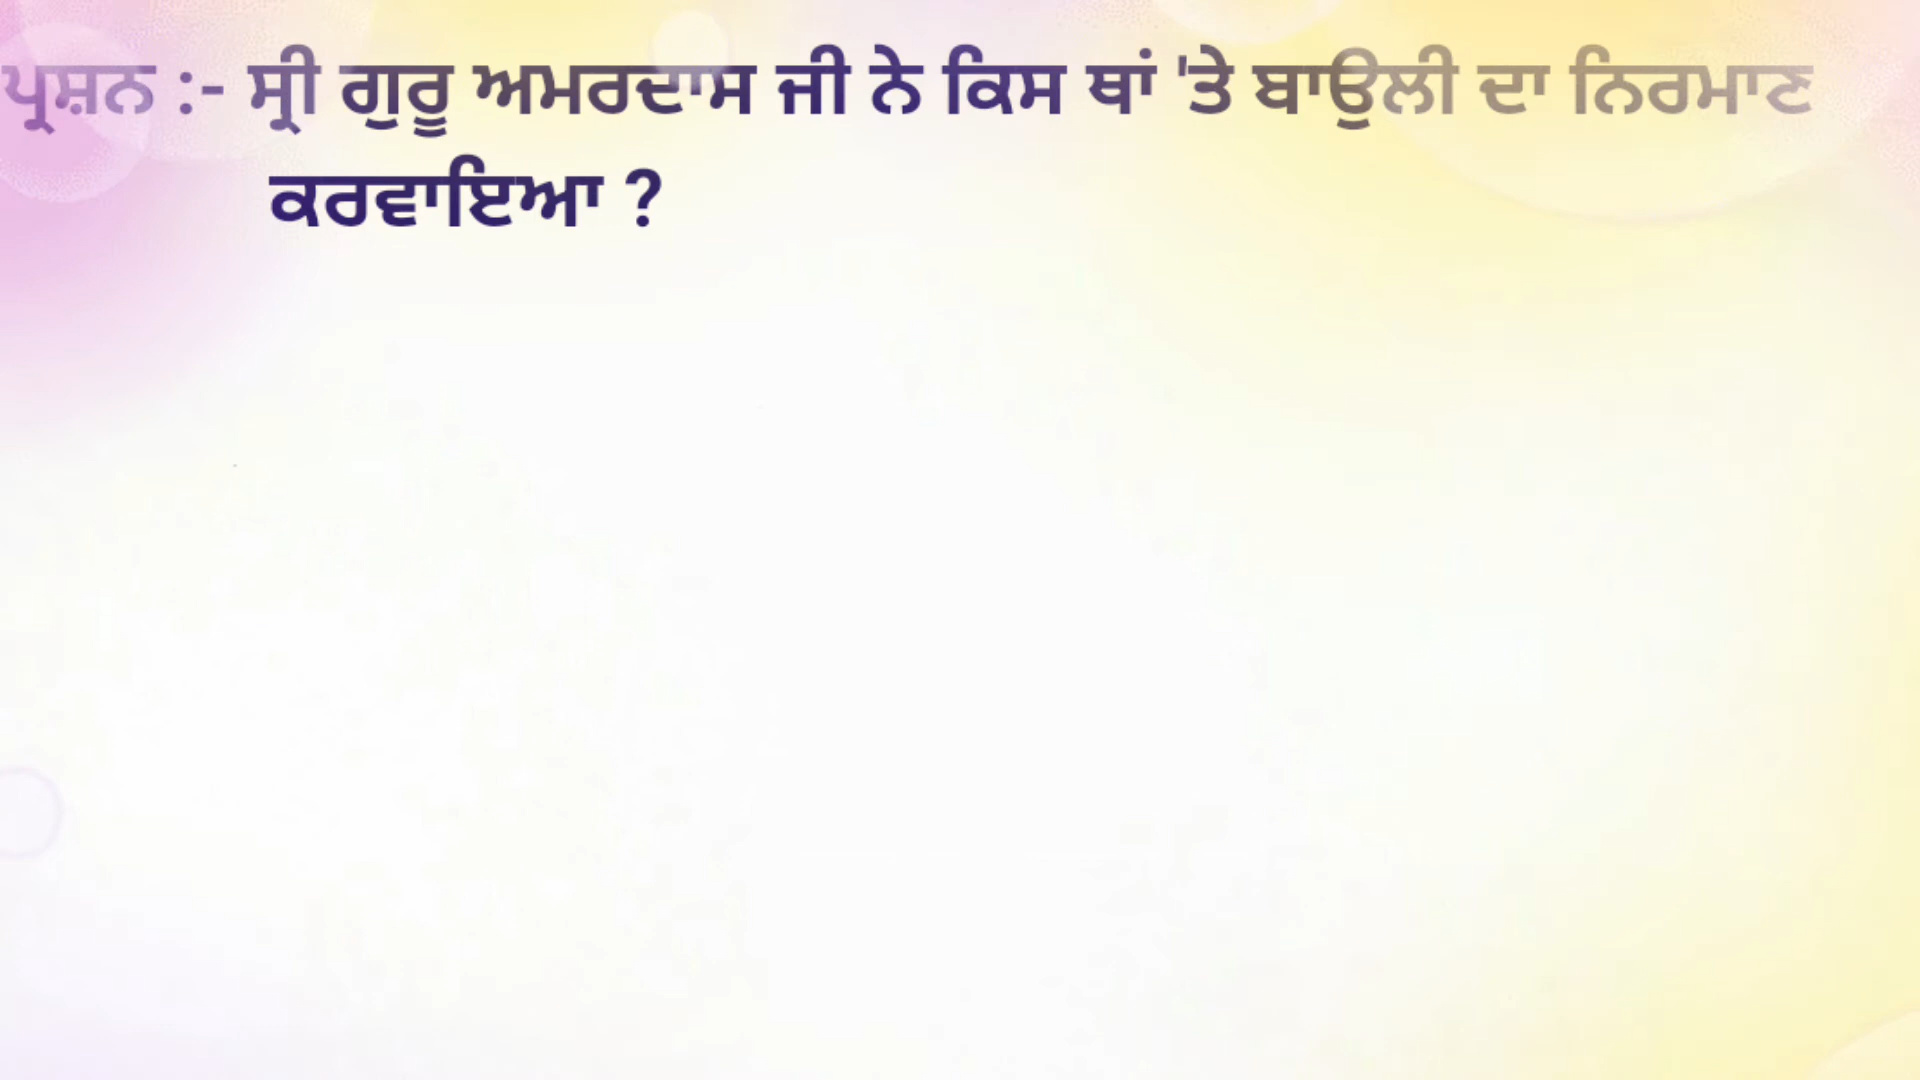 ਪ੍ਰਸ਼ਨ :- ਸ੍ਰੀ ਗੁਰੂ ਅਮਰਦਾਸ ਜੀ ਨੇ ਕਿਸ ਥਾਂ 'ਤੇ ਬਾਉਲੀ ਦਾ ਨਿਰਮਾਣ
ਕਰਵਾਇਆ ?